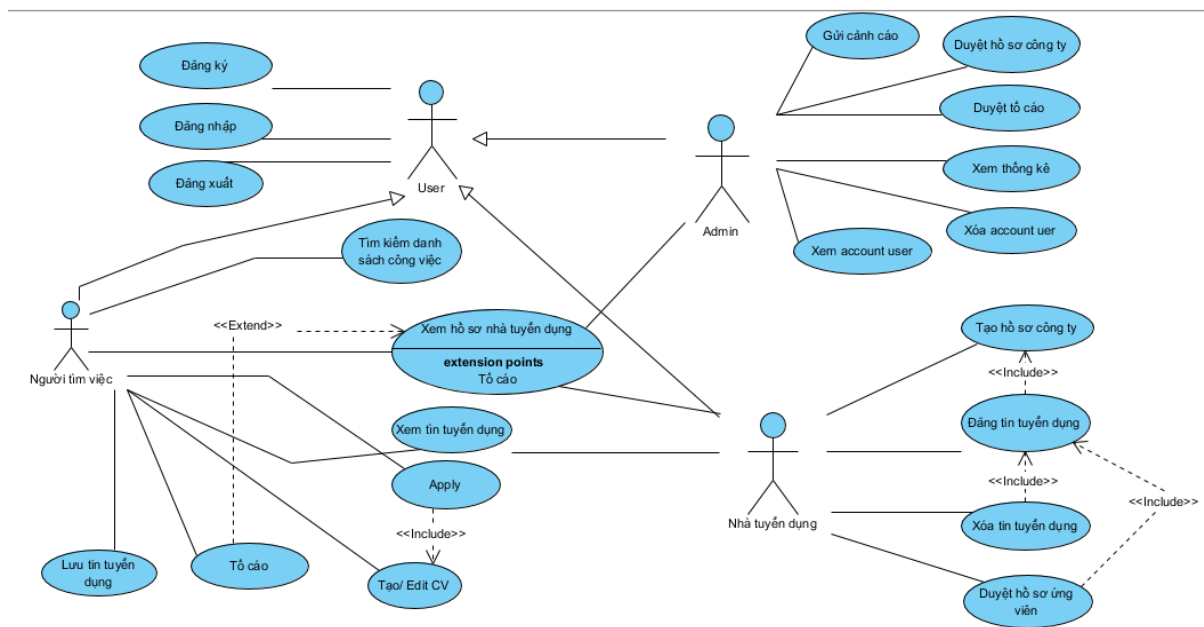 Gửi cảnh cáo
Duyệt hồ sơ công ty
Đăng ký
Duyệt tố cáo
Đăng nhập
Xem thống kê
Đăng xuất
User
Admin
Tìm kiếm danh
sách công việc
Xem account user
Xóa account uer
<<Extend>>
Xem hồ sơ nhà tuyển dụng
extension points
Tố cáo
Tạo hồ sơ công ty
Người tìm việc
<<Include>>
Xem tin tuyển dụng
Đăng tin tuyển dụng
Apply
<<Include>>
<<Include>>
Nhà tuyển dụng
Xóa tin tuyển dụng
<<Include>>
Lưu tin tuyển
dụng
Tố cáo
Tạo/ Edit CV
Duyệt hồ sơ ứng
viên